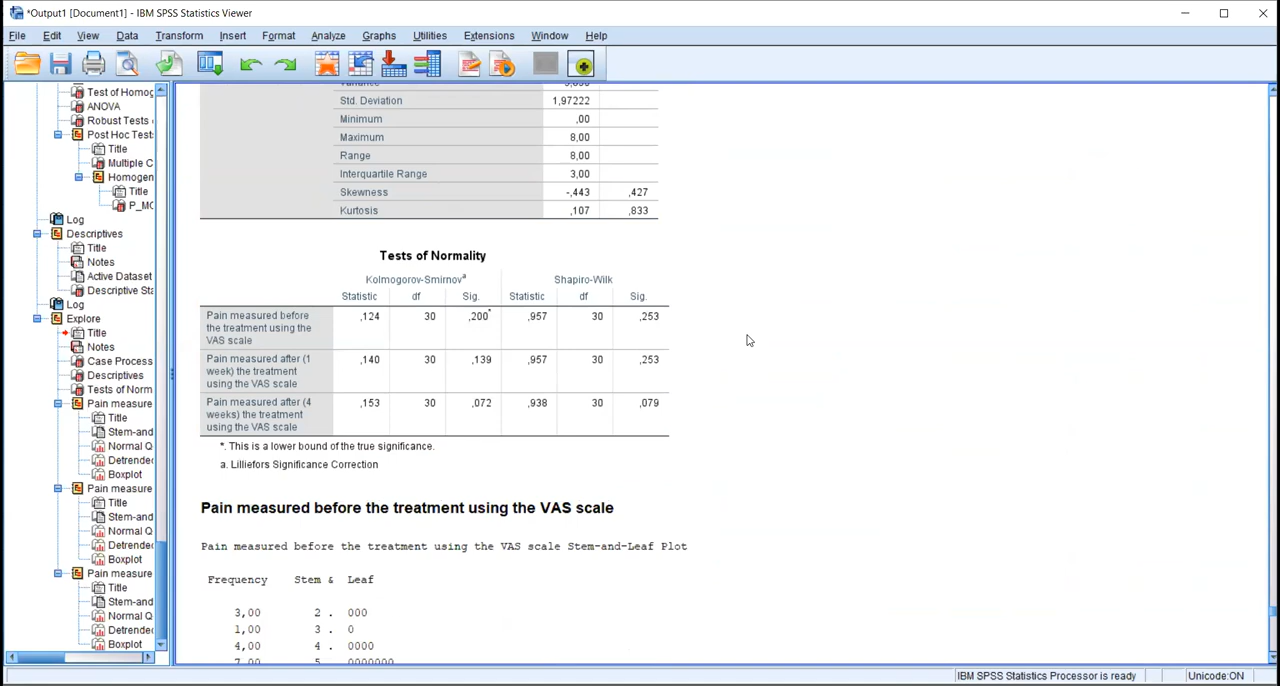 *Output1 [Document1] - IBM SPSS Statistics Viewer
File Edit View Data Transform Insert Format Analyze Graphs Utilities Extensions Window Help
Test of Homog
ANOVA
Robust Tests
Post Hoc Tests
Title
Multiple C
Homogen
Title
P_MC
Log
Descriptives
Title
Notes
Active Dataset
Descriptive Sta
Log
Explore
Title
Notes
Case Process
Descriptives
Tests of Norm
Pain measure
Title
Stem-and
Normal Q
Detrended
Boxplot
Pain measure
Title
Stem-and
Normal Q
Detrended
Boxplot
Pain measure
Title
Stem-and
Normal Q
Detrended
Boxplot
Std. Deviation 1,97222
Minimum ,00
Maximum 8,00
Range 8,00
Interquartile Range 3,00
Skewness -,443 ,427
Kurtosis ,107 ,833
Tests of Normality
Kolmogorov-Smirnov^a Shapiro-Wilk
Statistic df Sig. Statistic df Sig.
Pain measured before ,124 30 ,200* ,957 30 ,253
the treatment using the
VAS scale
Pain measured after (1 ,140 30 ,139 ,957 30 ,253
week) the treatment
using the VAS scale
Pain measured after (4 ,153 30 ,072 ,938 30 ,079
weeks) the treatment
using the VAS scale
*. This is a lower bound of the true significance.
a. Lilliefors Significance Correction
Pain measured before the treatment using the VAS scale
Pain measured before the treatment using the VAS scale Stem-and-Leaf Plot
Frequency Stem & Leaf
3,00 2 . 000
1,00 3 . 0
4,00 4 . 0000
7,00 5 . 0000000
IBM SPSS Statistics Processor is ready Unicode:ON